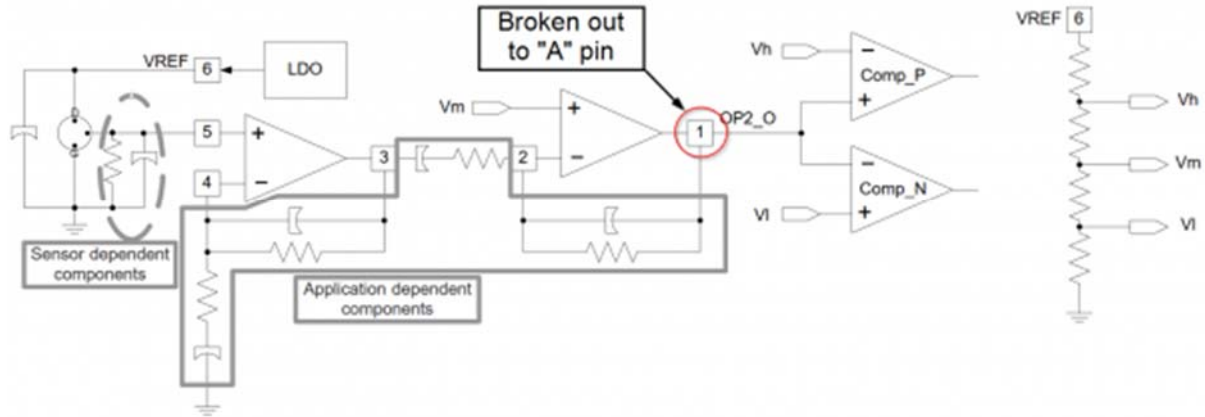 Broken out
to "A" pin
VREF
6
LDO
D
G
5
4
+
−
3
2
Vm
+
−
1
OP2_O
Vh
−
Comp_P
+
−
Comp_N
+
Vl
VREF
6
Vh
Vm
Vl
Sensor dependent
components
Application dependent
components